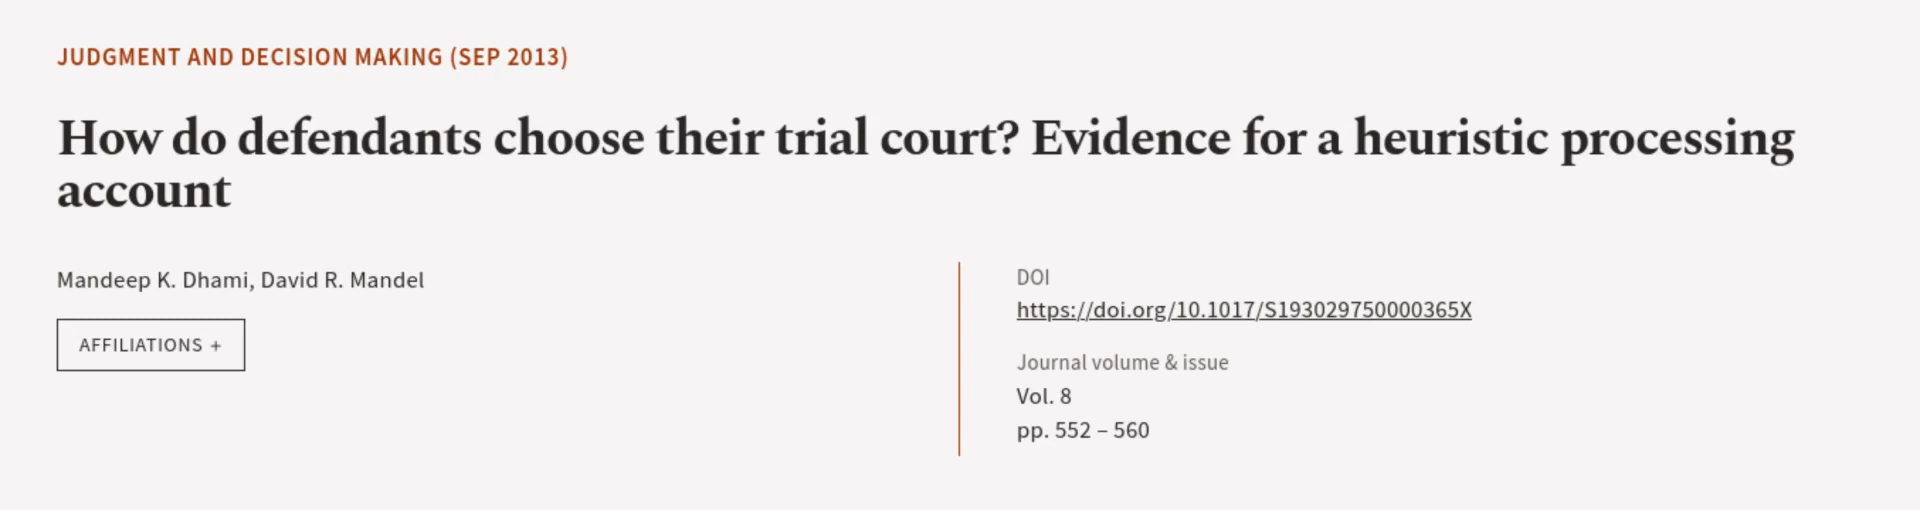 JUDGMENT AND DECISION MAKING (SEP 2013)
How do defendants choose their trial court? Evidence for a heuristic processing
account
Mandeep K. Dhami, David R. Mandel
AFFILIATIONS +
DOI
https://doi.org/10.1017/S193029750000365X
Journal volume & issue
Vol. 8
pp. 552 – 560